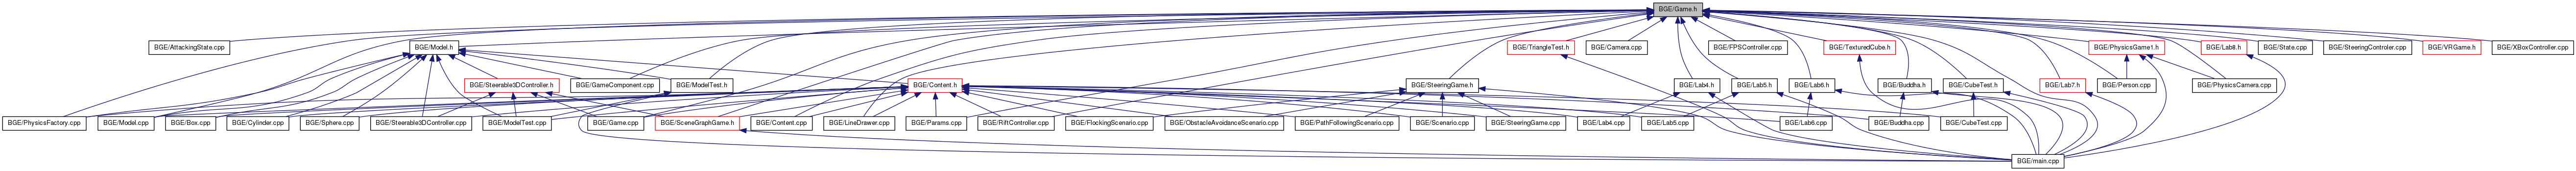 BGE/Game.h
BGE/AttackingState.cpp
BGE/Model.h
BGE/TriangleTest.h
BGE/Camera.cpp
BGE/FPSController.cpp
BGE/TexturedCube.h
BGE/PhysicsGame1.h
BGE/Lab8.h
BGE/State.cpp
BGE/SteeringControler.cpp
BGE/VRGame.h
BGE/XBoxController.cpp
BGE/Steerable3DController.h
BGE/GameComponent.cpp
BGE/ModelTest.h
BGE/Content.h
BGE/SteeringGame.h
BGE/Lab4.h
BGE/Lab5.h
BGE/Lab6.h
BGE/Buddha.h
BGE/CubeTest.h
BGE/Lab7.h
BGE/Person.cpp
BGE/PhysicsCamera.cpp
BGE/PhysicsFactory.cpp
BGE/Model.cpp
BGE/Box.cpp
BGE/Cylinder.cpp
BGE/Sphere.cpp
BGE/Steerable3DController.cpp
BGE/ModelTest.cpp
BGE/Game.cpp
BGE/SceneGraphGame.h
BGE/Content.cpp
BGE/LineDrawer.cpp
BGE/Params.cpp
BGE/RiftController.cpp
BGE/FlockingScenario.cpp
BGE/ObstacleAvoidanceScenario.cpp
BGE/PathFollowingScenario.cpp
BGE/Scenario.cpp
BGE/SteeringGame.cpp
BGE/Lab4.cpp
BGE/Lab5.cpp
BGE/Lab6.cpp
BGE/Buddha.cpp
BGE/CubeTest.cpp
BGE/main.cpp